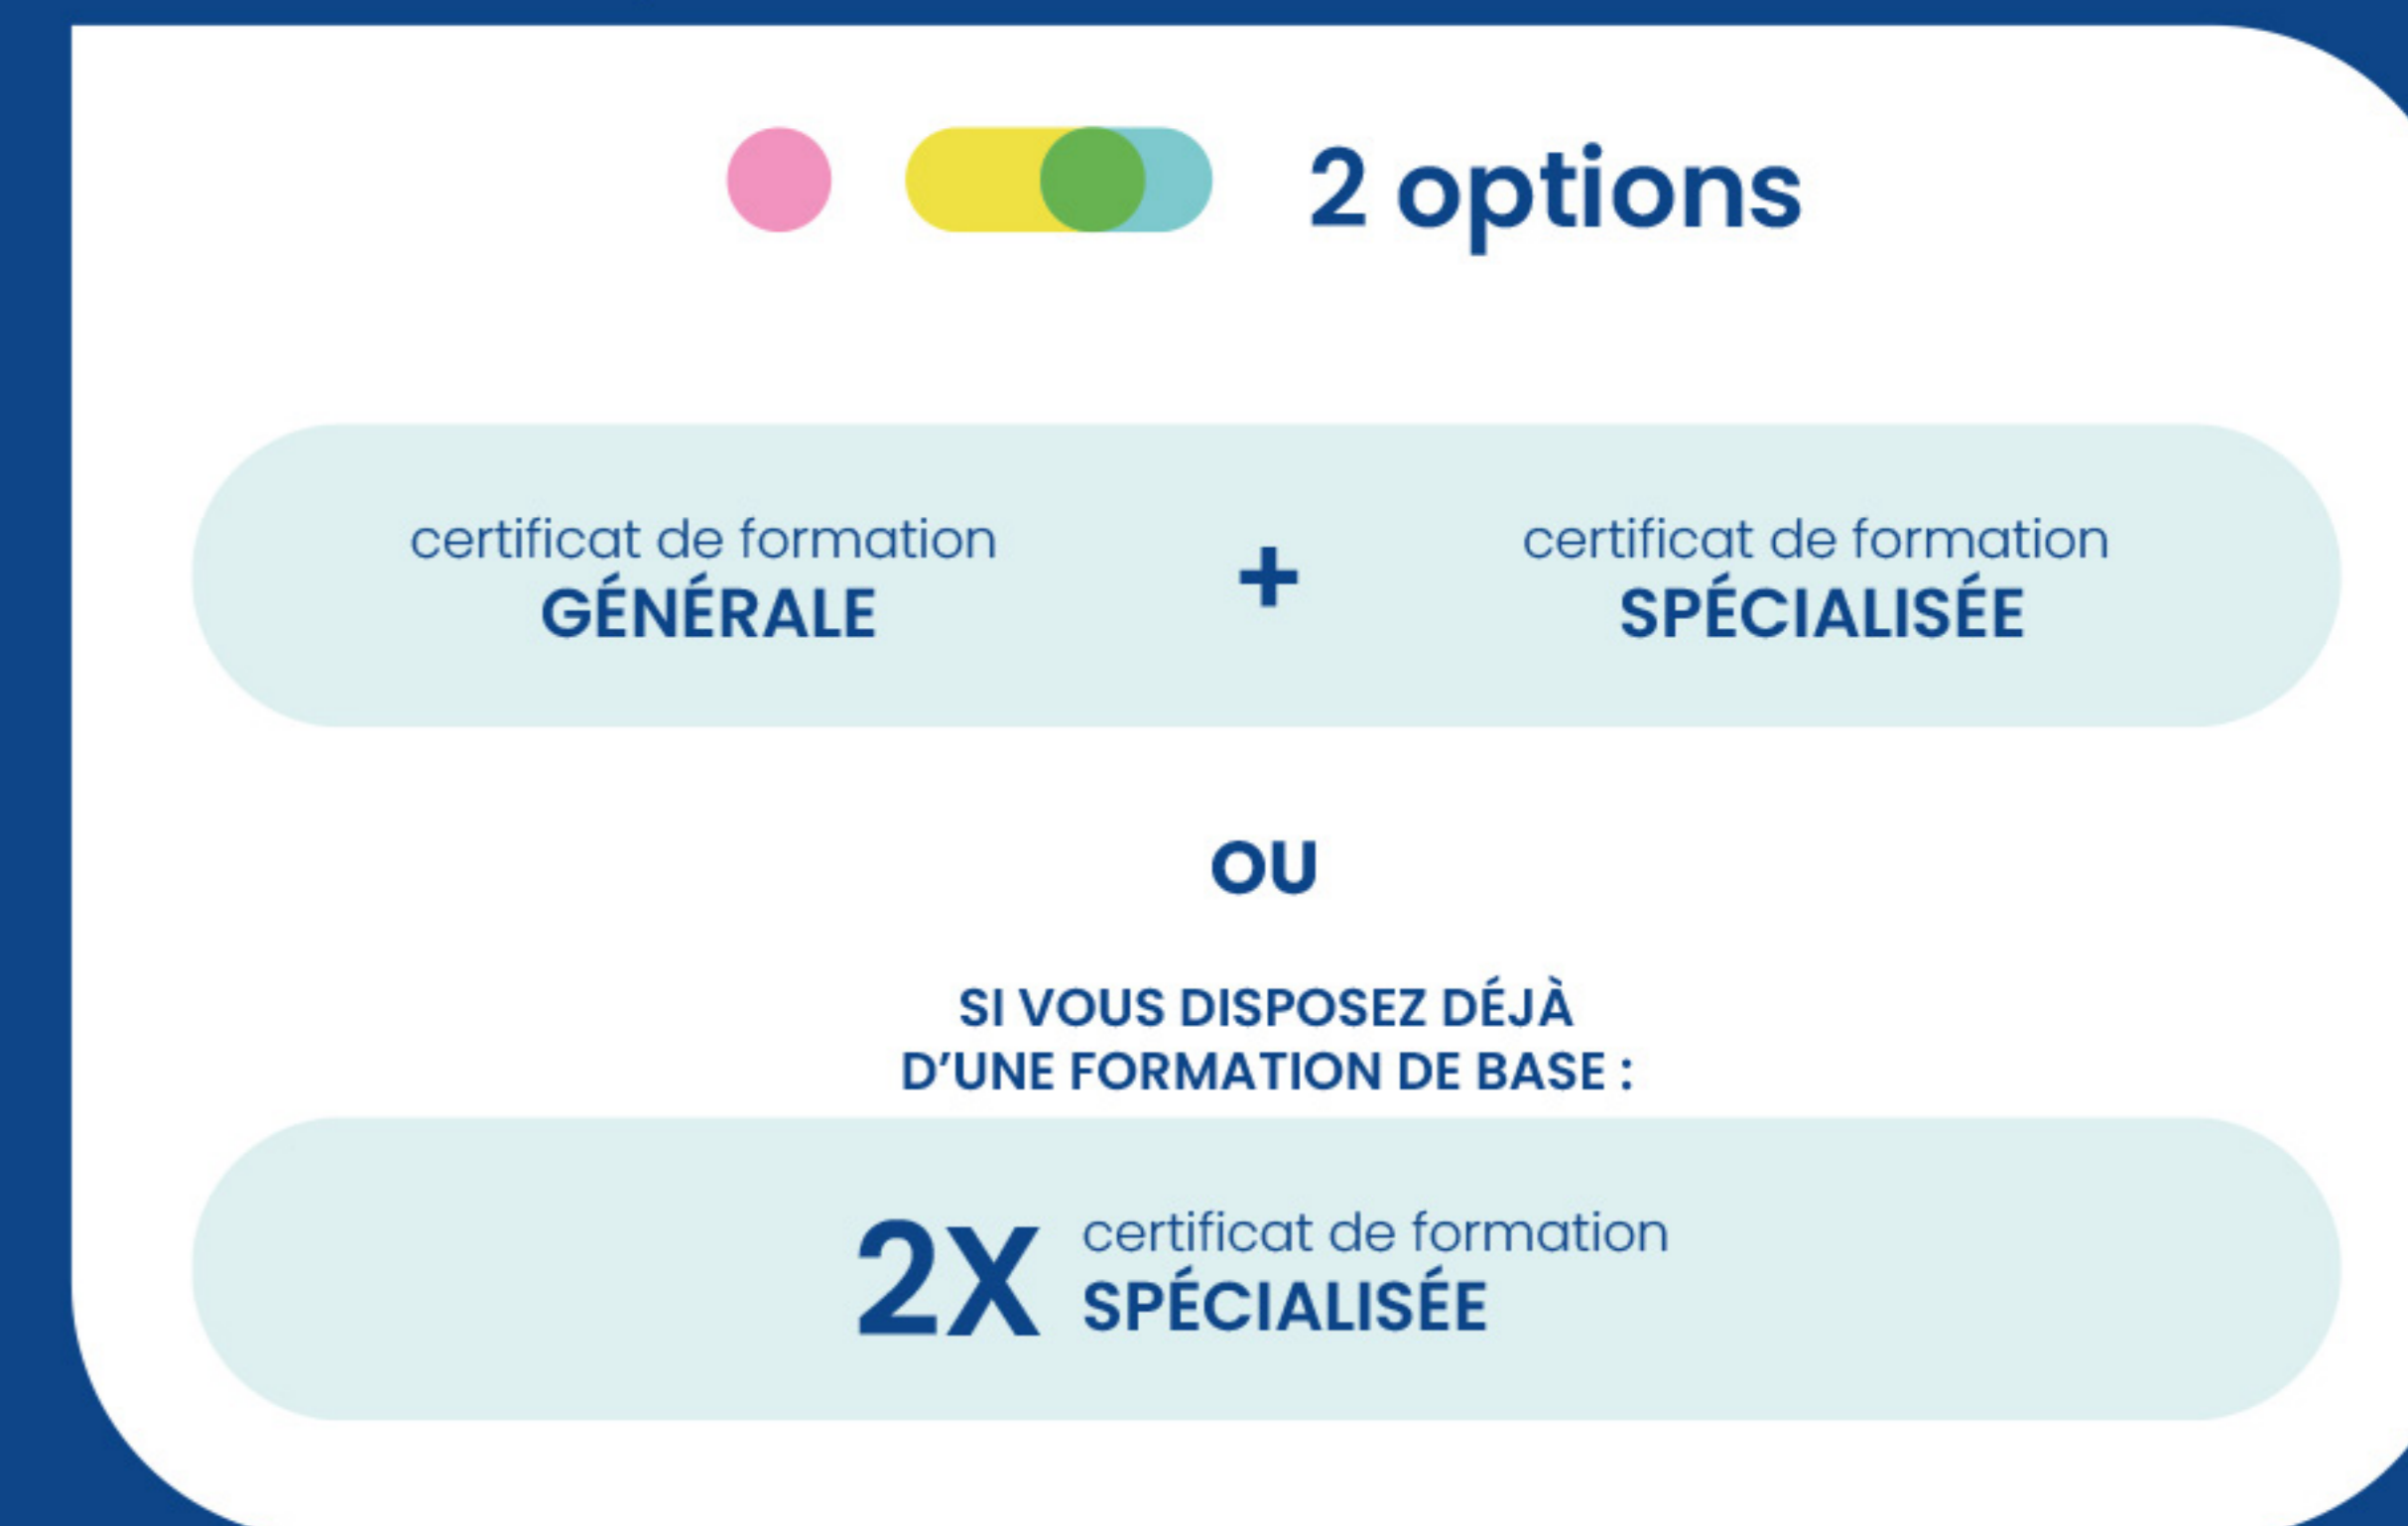 2 options
certificat de formation
GÉNÉRALE
+
certificat de formation
SPÉCIALISÉE
OU
SI VOUS DISPOSEZ DÉJÀ
D’UNE FORMATION DE BASE :
2X
certificat de formation
SPÉCIALISÉE